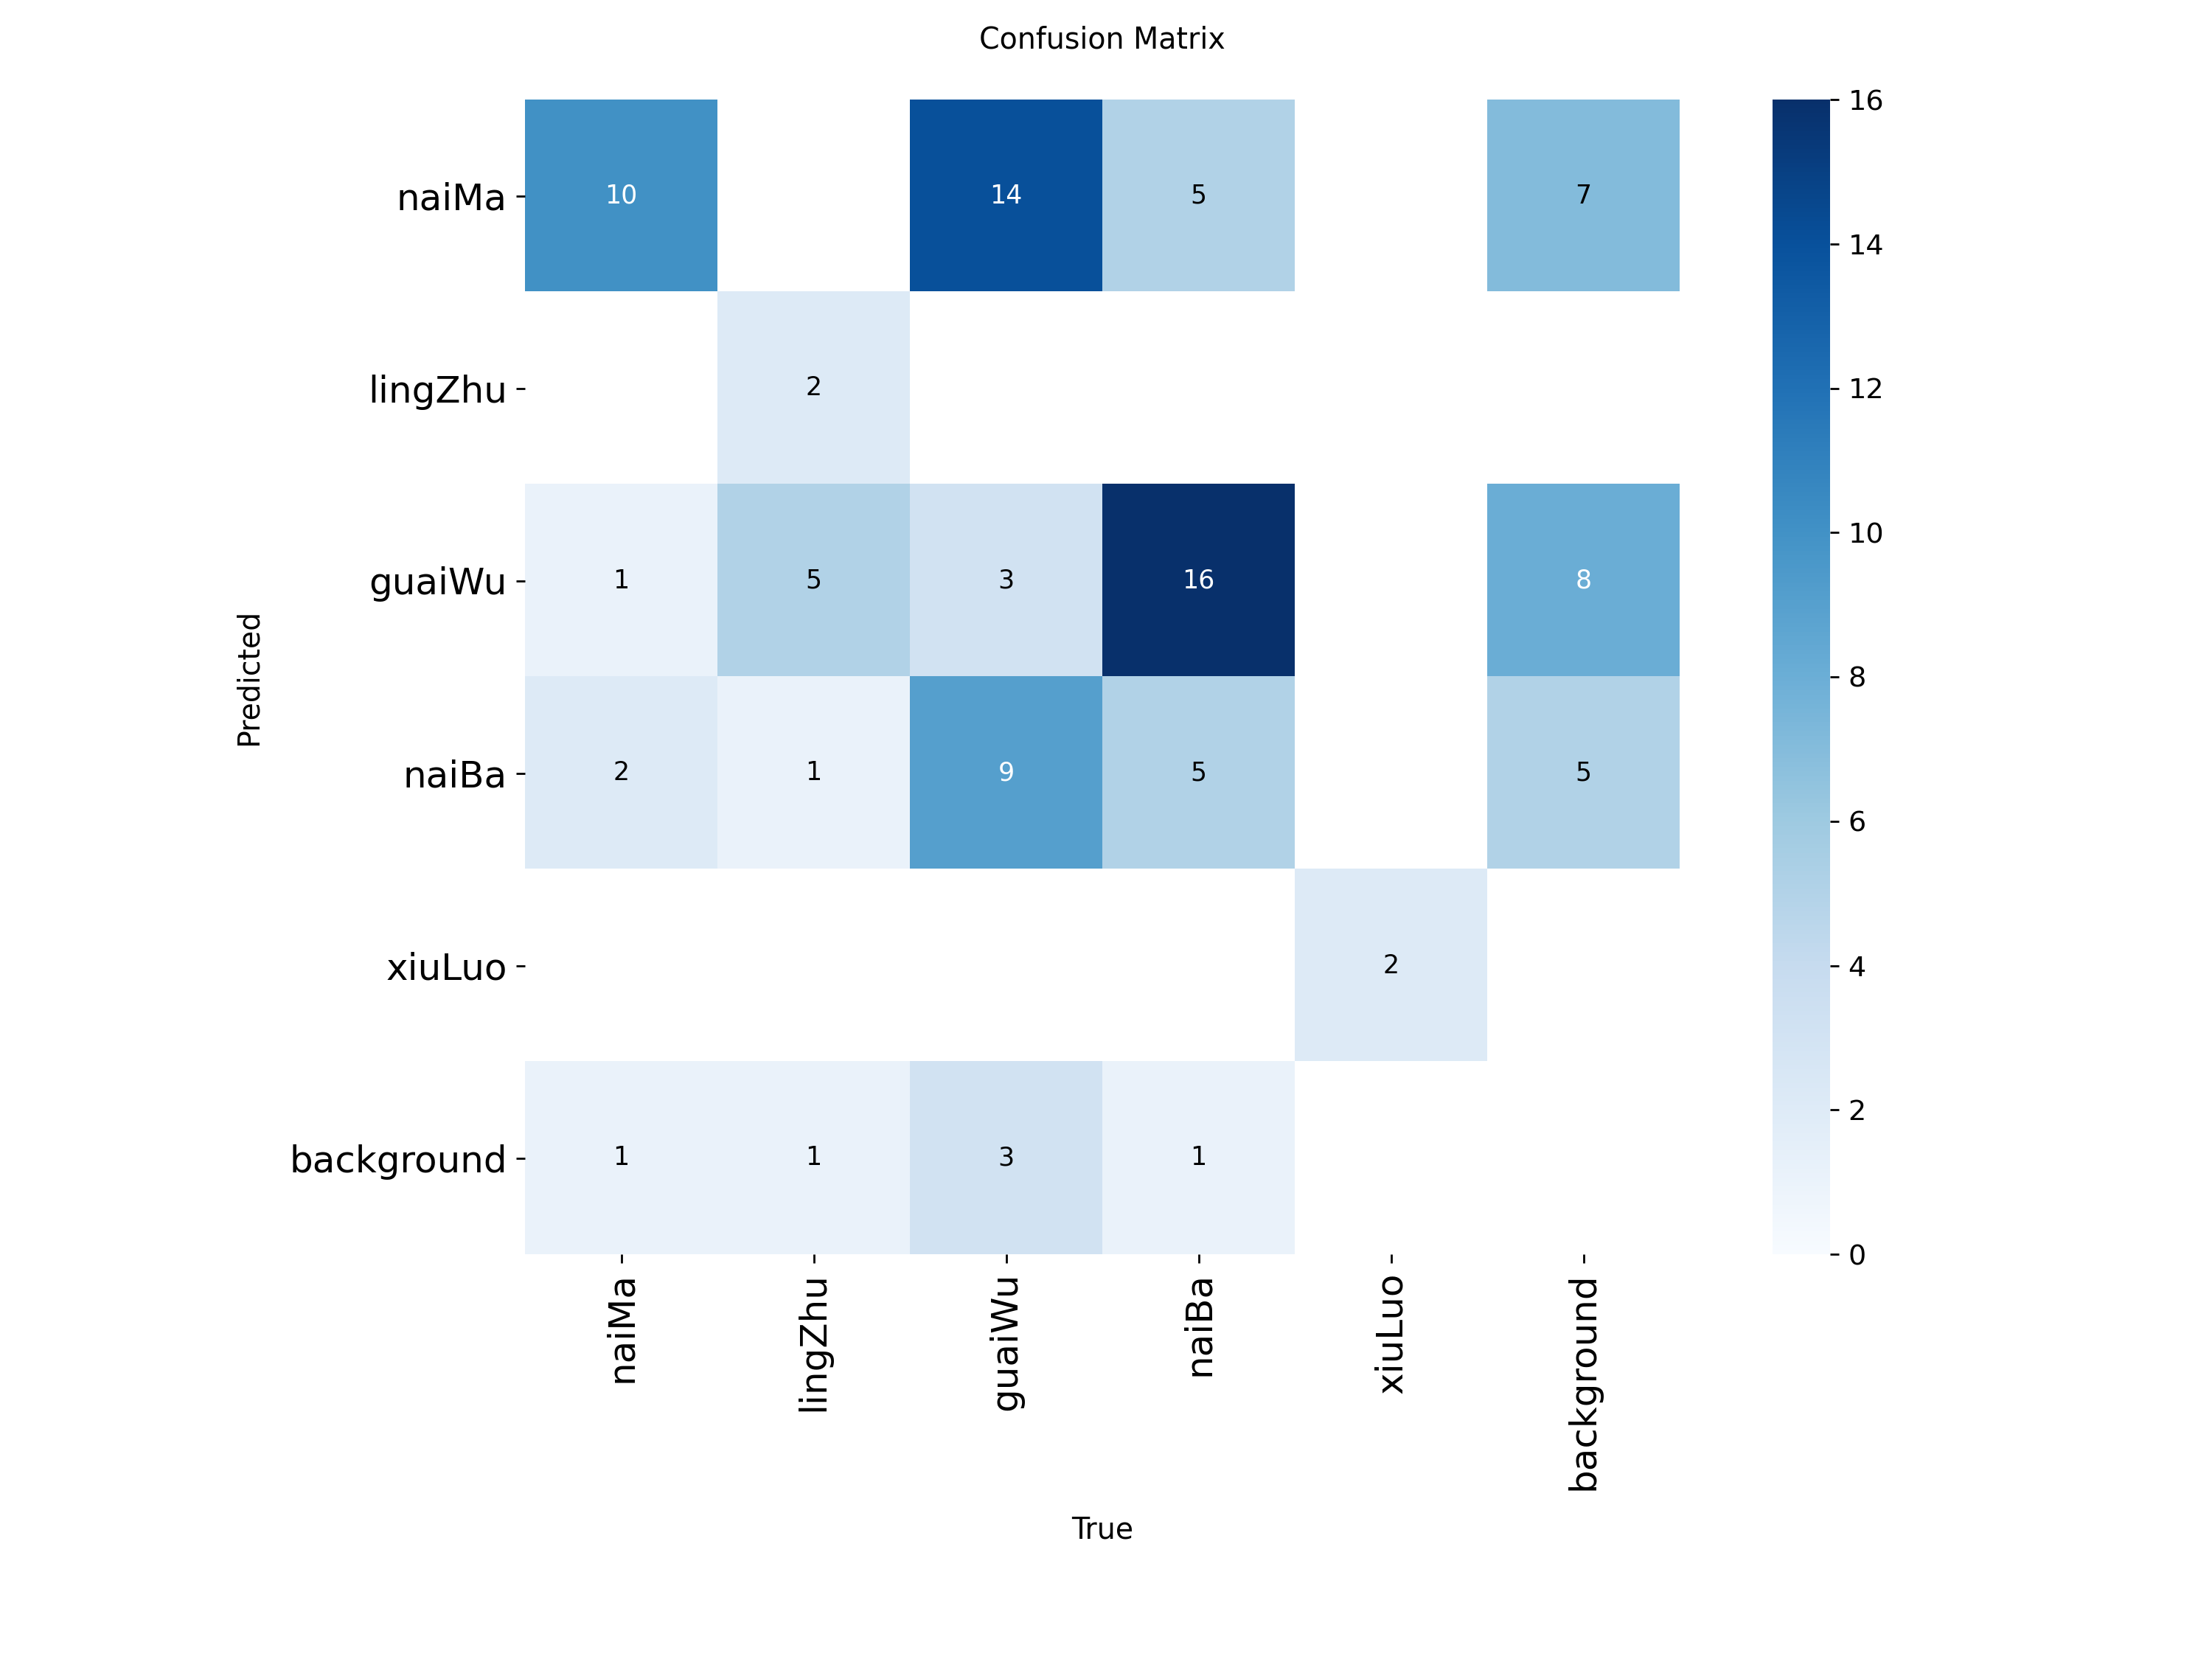 Confusion Matrix
naiMa 10 14 5 7
lingZhu 2
guaiWu 1 5 3 16 8
naiBa 2 1 9 5 5
xiuLuo 2
background 1 1 3 1
naiMa lingZhu guaiWu naiBa xiuLuo background
Predicted
True
16
14
12
10
8
6
4
2
0